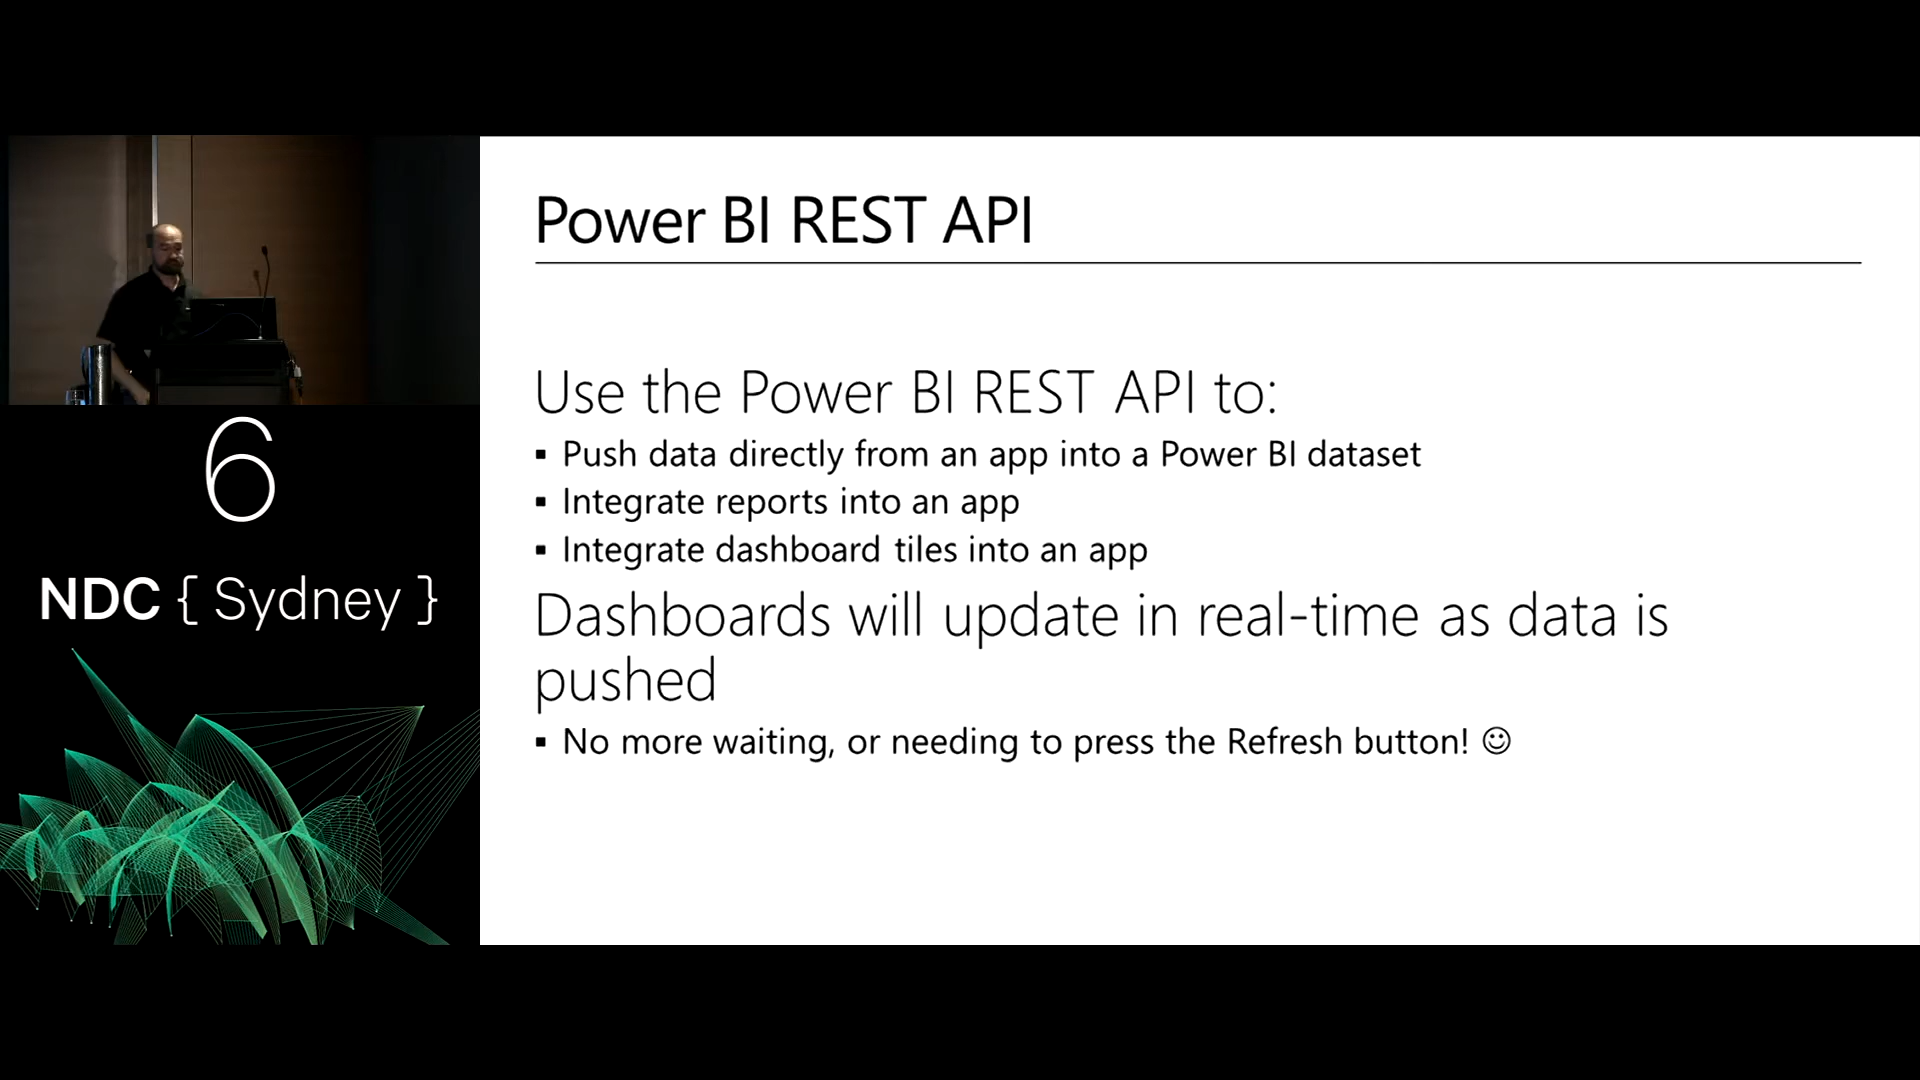 6
NDC { Sydney }
Power BI REST API
Use the Power BI REST API to:
▪ Push data directly from an app into a Power BI dataset
▪ Integrate reports into an app
▪ Integrate dashboard tiles into an app
Dashboards will update in real-time as data is
pushed
▪ No more waiting, or needing to press the Refresh button! ☺